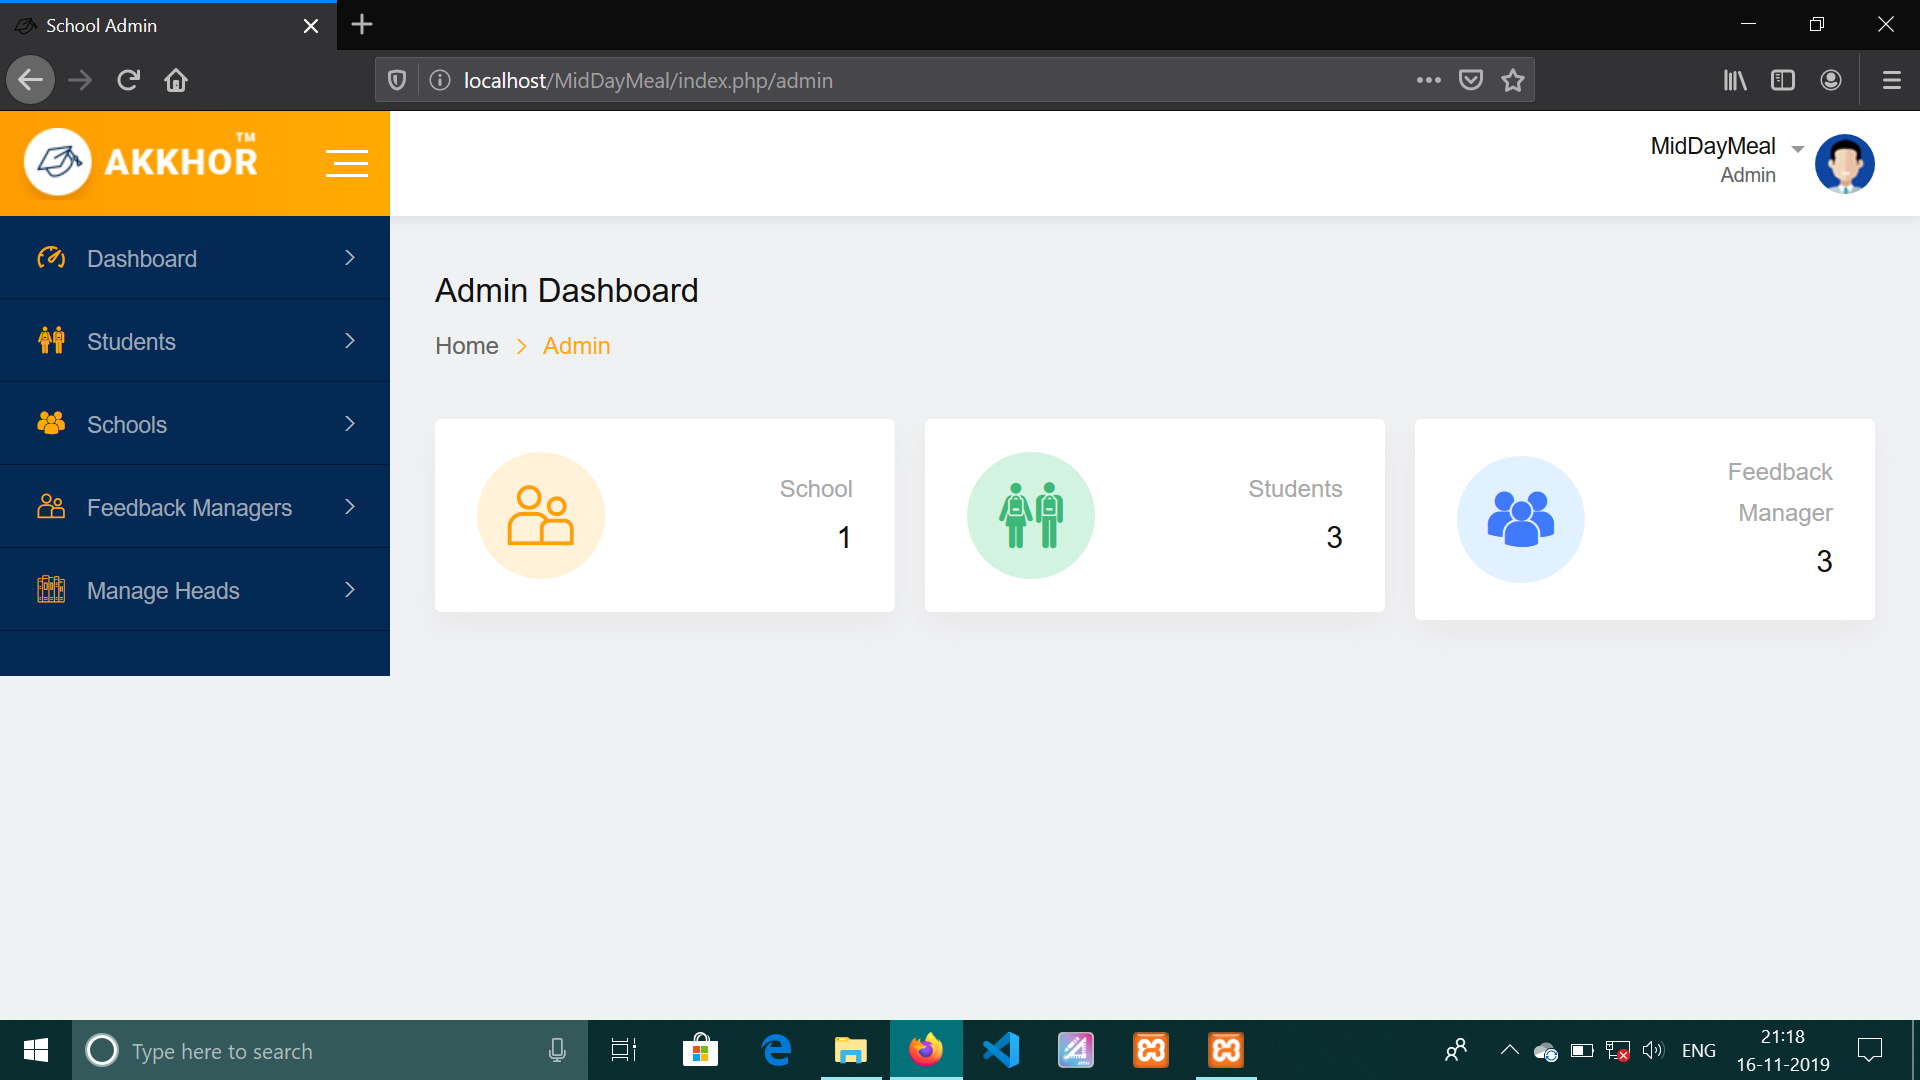 School Admin
localhost/MidDayMeal/index.php/admin
AKKHOR™
MidDayMeal
Admin
Dashboard
Students
Schools
Feedback Managers
Manage Heads
Admin Dashboard
Home > Admin
School
1
Students
3
Feedback
Manager
3
Type here to search
ENG
21:18
16-11-2019